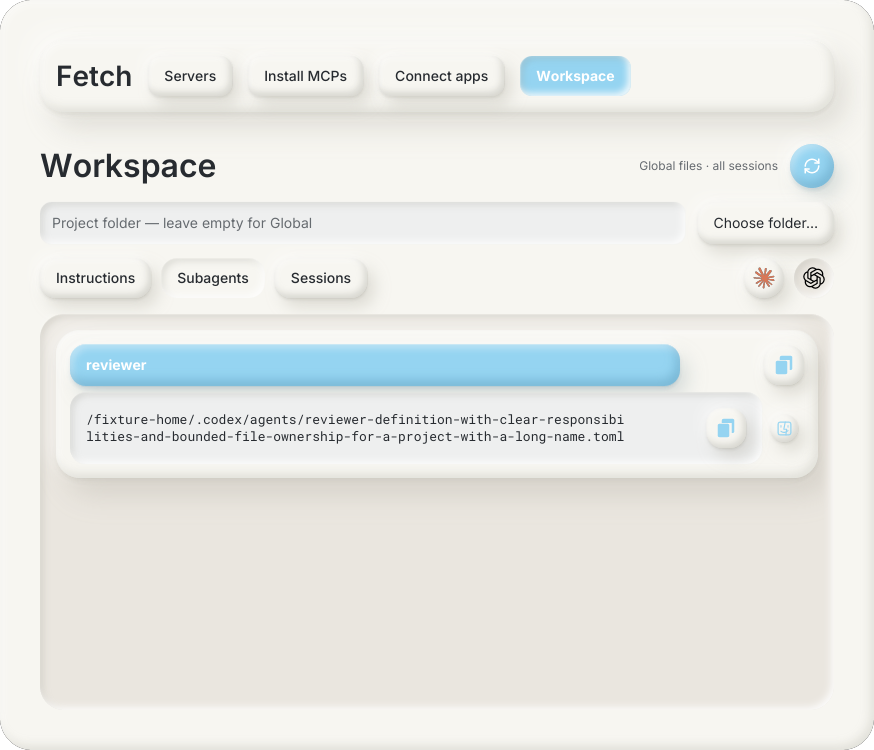 Fetch
Servers
Install MCPs
Connect apps
Workspace
Workspace
Global files · all sessions
Project folder — leave empty for Global
Choose folder...
Instructions
Subagents
Sessions
reviewer
/fixture-home/.codex/agents/reviewer-definition-with-clear-responsibi
lities-and-bounded-file-ownership-for-a-project-with-a-long-name.toml